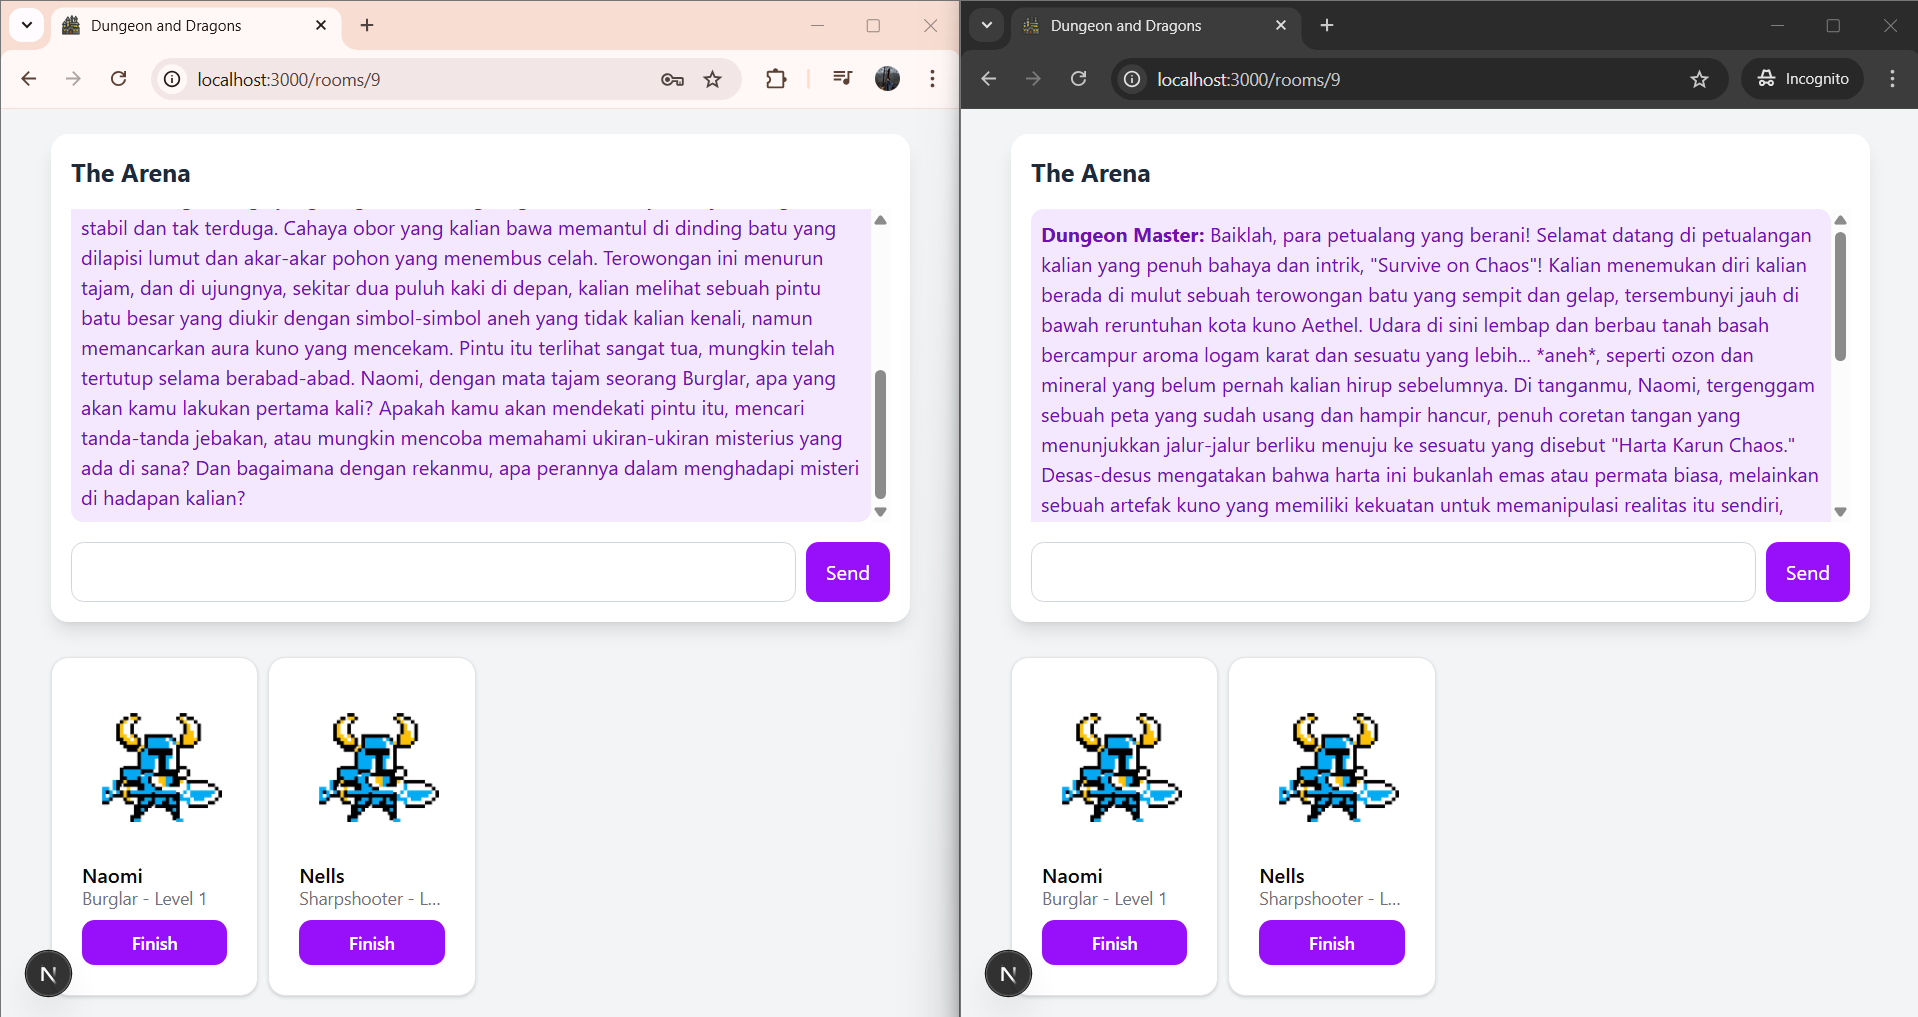 Dungeon and Dragons
localhost:3000/rooms/9
The Arena
stabil dan tak terduga. Cahaya obor yang kalian bawa memantul di dinding batu yang
dilapisi lumut dan akar-akar pohon yang menembus celah. Terowongan ini menurun
tajam, dan di ujungnya, sekitar dua puluh kaki di depan, kalian melihat sebuah pintu
batu besar yang diukir dengan simbol-simbol aneh yang tidak kalian kenali, namun
memancarkan aura kuno yang mencekam. Pintu itu terlihat sangat tua, mungkin telah
tertutup selama berabad-abad. Naomi, dengan mata tajam seorang Burglar, apa yang
akan kamu lakukan pertama kali? Apakah kamu akan mendekati pintu itu, mencari
tanda-tanda jebakan, atau mungkin mencoba memahami ukiran-ukiran misterius yang
ada di sana? Dan bagaimana dengan rekanmu, apa perannya dalam menghadapi misteri
di hadapan kalian?
Send
Naomi
Burglar - Level 1
Finish
Nells
Sharpshooter - L...
Finish
N
Dungeon and Dragons
localhost:3000/rooms/9
Incognito
The Arena
Dungeon Master: Baiklah, para petualang yang berani! Selamat datang di petualangan
kalian yang penuh bahaya dan intrik, "Survive on Chaos"! Kalian menemukan diri kalian
berada di mulut sebuah terowongan batu yang sempit dan gelap, tersembunyi jauh di
bawah reruntuhan kota kuno Aethel. Udara di sini lembap dan berbau tanah basah
bercampur aroma logam karat dan sesuatu yang lebih... *aneh*, seperti ozon dan
mineral yang belum pernah kalian hirup sebelumnya. Di tanganmu, Naomi, tergenggam
sebuah peta yang sudah usang dan hampir hancur, penuh coretan tangan yang
menunjukkan jalur-jalur berliku menuju ke sesuatu yang disebut "Harta Karun Chaos."
Desas-desus mengatakan bahwa harta ini bukanlah emas atau permata biasa, melainkan
sebuah artefak kuno yang memiliki kekuatan untuk memanipulasi realitas itu sendiri,
Send
Naomi
Burglar - Level 1
Finish
Nells
Sharpshooter - L...
Finish
N